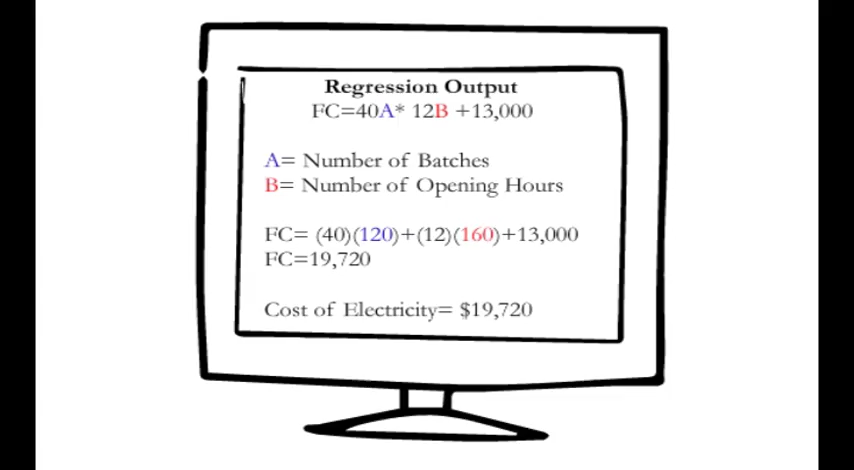 Regression Output
FC=40A* 12B +13,000
A= Number of Batches
B= Number of Opening Hours
FC= (40)(120)+(12)(160)+13,000
FC=19,720
Cost of Electricity= $19,720